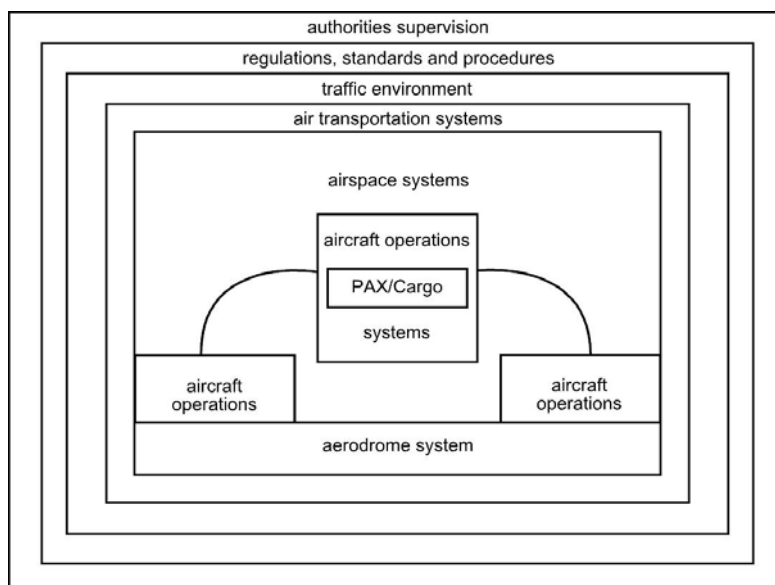 authorities supervision
regulations, standards and procedures
traffic environment
air transportation systems
airspace systems
aircraft operations
PAX/Cargo
systems
aircraft
operations
aircraft
operations
aerodrome system